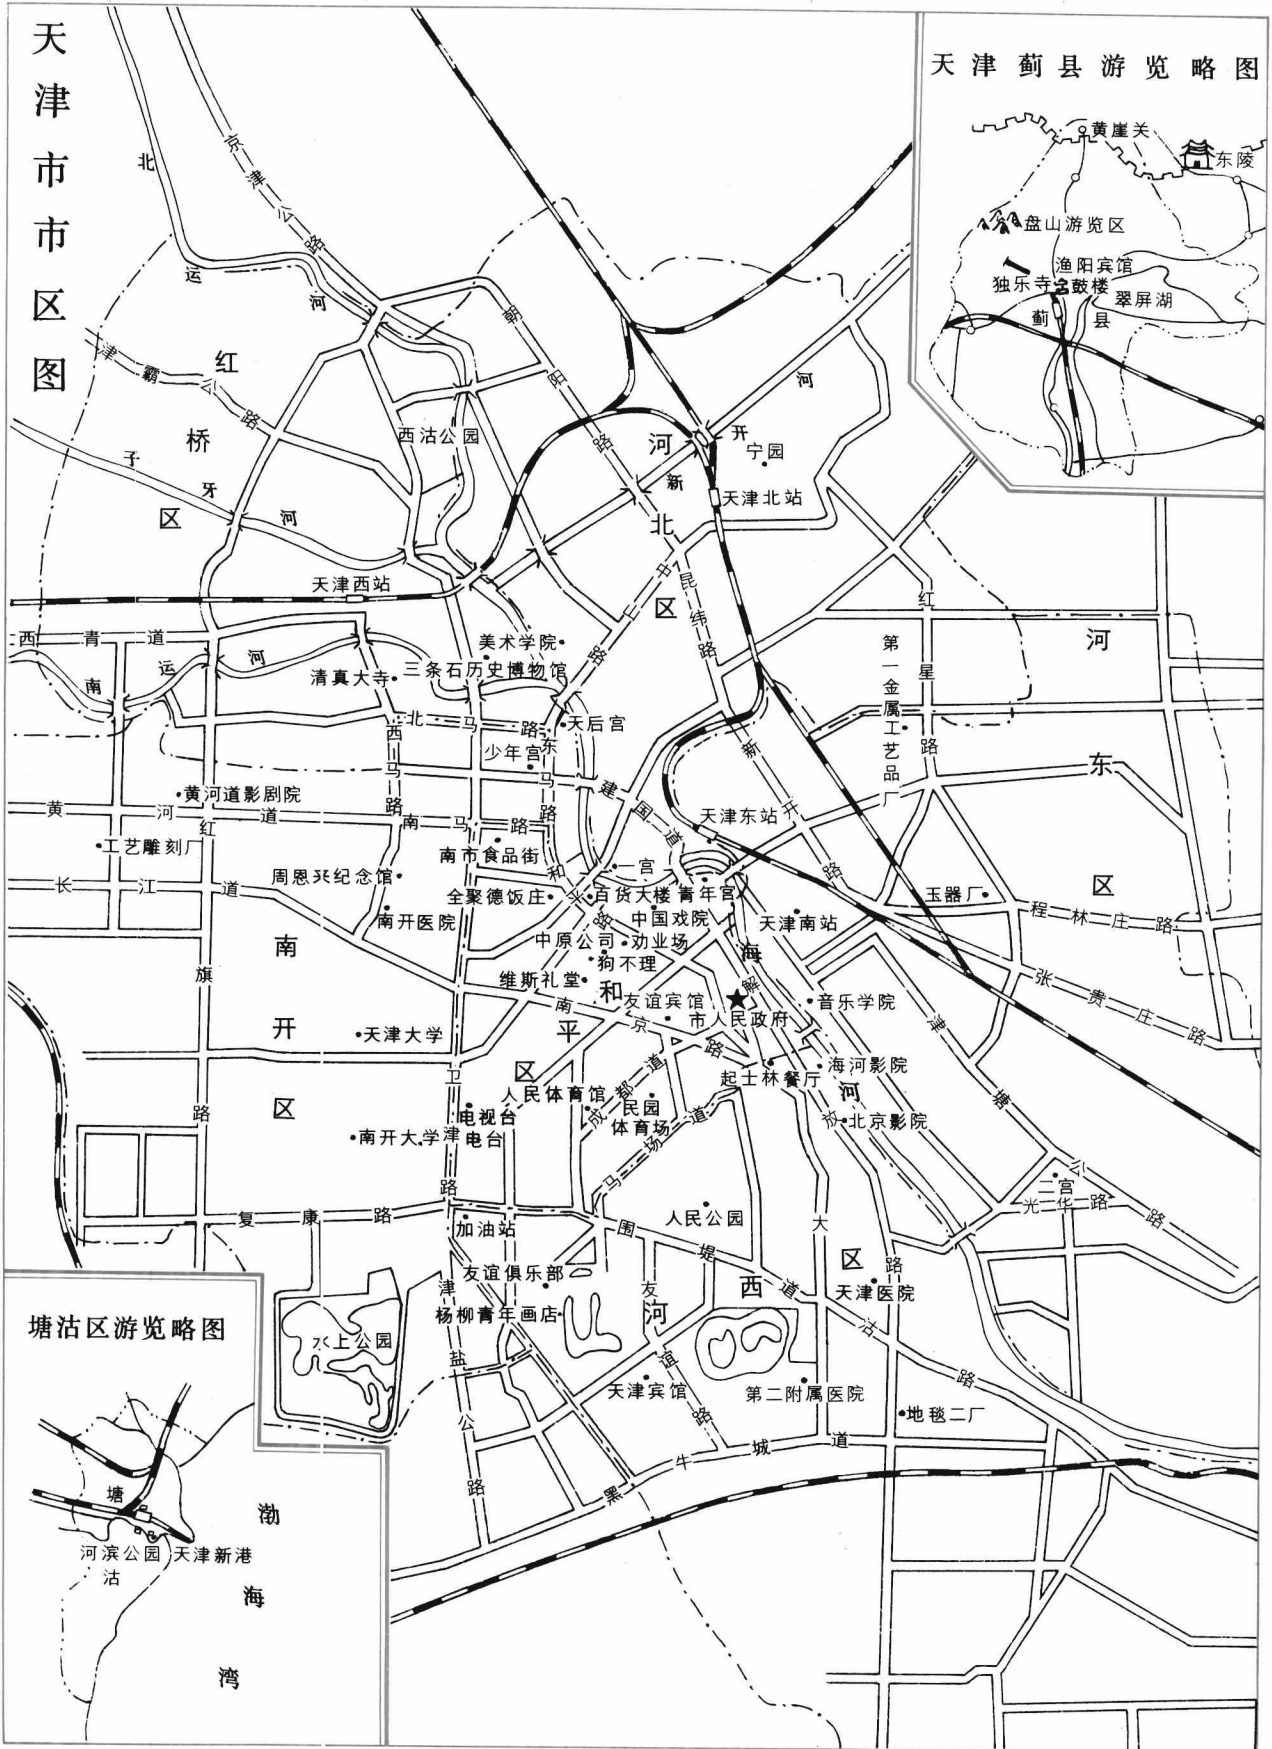 天津市市区图
天津蓟县游览略图
黄崖关
东陵
盘山游览区
渔阳宾馆
独乐寺
鼓楼
翠屏湖
蓟县
北运河
京津公路
津霸公路
红桥区
子牙河
西沽公园
朝阳路
河北区
新开河
宁园
天津北站
天津西站
中山路
昆纬路
红星路
河东区
西青道
南运河
美术学院
三条石历史博物馆
清真大寺
第一金属工艺品厂
北马路
天后宫
西马路
少年宫
东马路
新开路
建国道
黄河道影剧院
黄河道
南马路
天津东站
红旗路
工艺雕刻厂
南市食品街
一宫
长江道
周恩来纪念馆
全聚德饭庄
和平路
百货大楼
青年宫
玉器厂
程林庄路
南开医院
中国戏院
天津南站
中原公司
劝业场
狗不理
南开区
维斯礼堂
和平区
海河
张贵庄路
友谊宾馆
市人民政府
音乐学院
南京路
天津大学
津塘公路
起士林餐厅
海河影院
人民体育馆
成都道
民园体育场
解放路
北京影院
电视台
电台
南开大学
卫津路
马场道
二宫
光华路
复康路
加油站
人民公园
围堤道
大沽路
河西区
友谊俱乐部
天津医院
杨柳青年画店
友谊路
水上公园
津盐公路
天津宾馆
第二附属医院
地毯二厂
黑牛城道
塘沽区游览略图
塘沽
河滨公园
天津新港
渤海湾